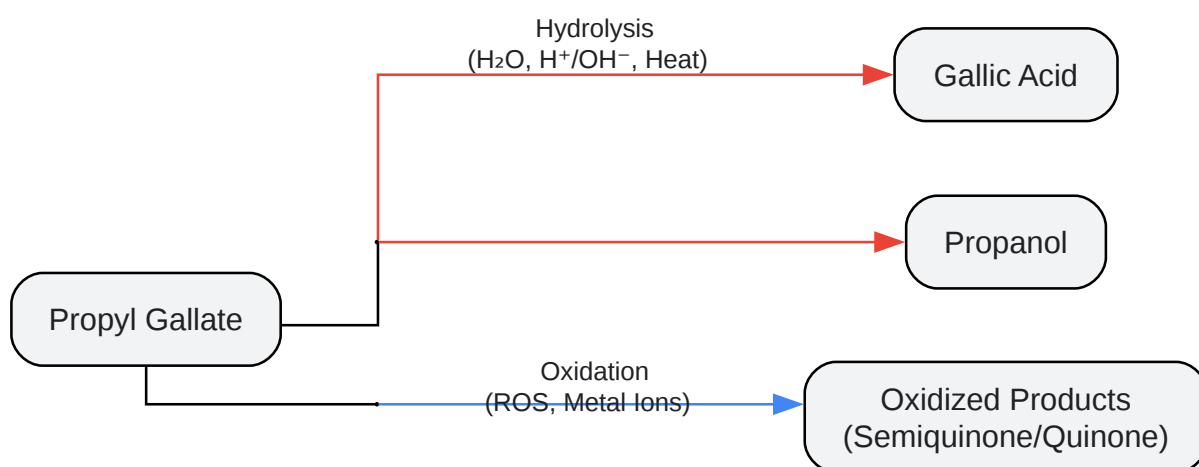 Hydrolysis
(H₂O, H⁺/OH⁻, Heat)
Gallic Acid
Propanol
Propyl Gallate
Oxidation
(ROS, Metal Ions)
Oxidized Products
(Semiquinone/Quinone)